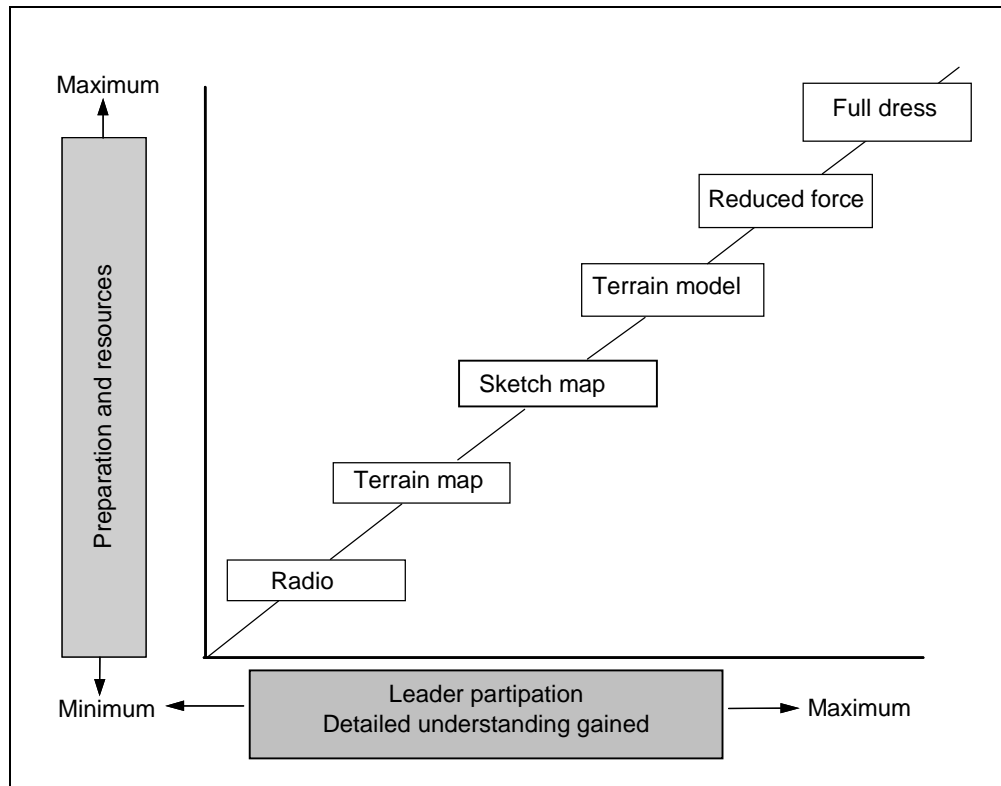 Maximum
Full dress
Reduced force
Preparation and resources
Terrain model
Sketch map
Terrain map
Radio
Leader partipation
Detailed understanding gained
Minimum
Maximum